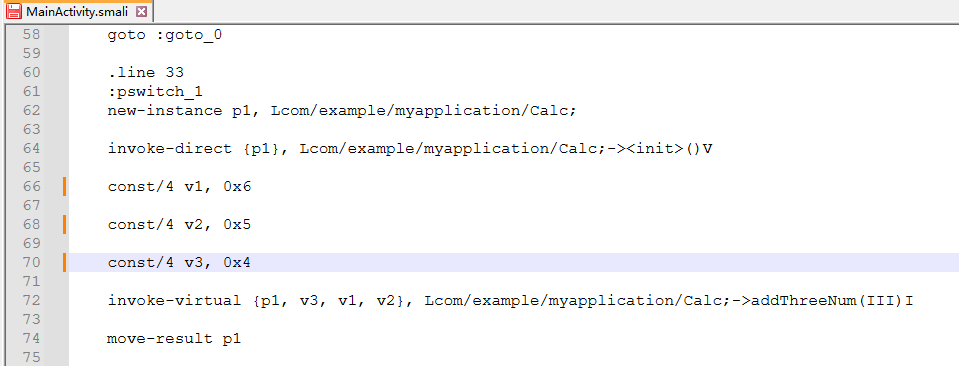 MainActivity.smali
58 goto :goto_0
59
60 .line 33
61 :pswitch_1
62 new-instance p1, Lcom/example/myapplication/Calc;
63
64 invoke-direct {p1}, Lcom/example/myapplication/Calc;-><init>()V
65
66 const/4 v1, 0x6
67
68 const/4 v2, 0x5
69
70 const/4 v3, 0x4
71
72 invoke-virtual {p1, v3, v1, v2}, Lcom/example/myapplication/Calc;->addThreeNum(III)I
73
74 move-result p1
75